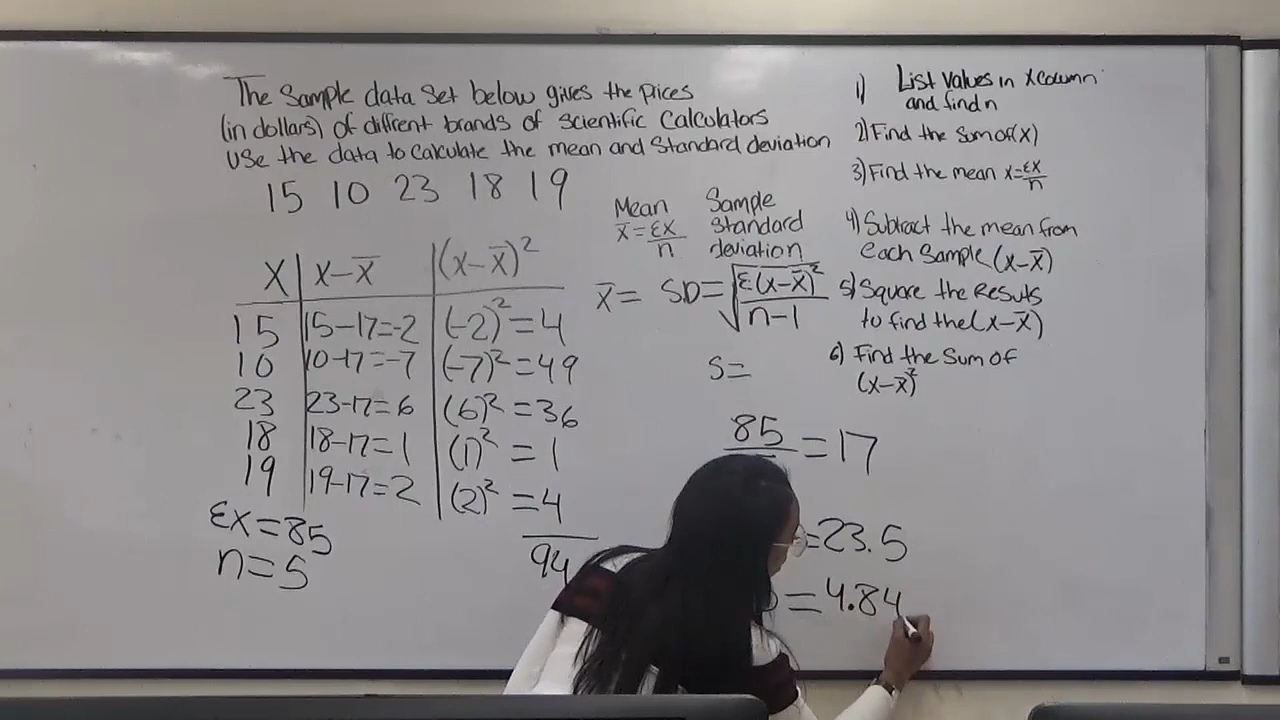 The Sample data Set below gives the prices
(in dollars) of diffrent brands of Scientific Calculators
Use the data to Calculate the mean and Standard deviation
15 10 23 18 19
X | X-X̄ | (X-X̄)²
15 | 15-17=-2 | (-2)²=4
10 | 10-17=-7 | (-7)²=49
23 | 23-17=6 | (6)²=36
18 | 18-17=1 | (1)²=1
19 | 19-17=2 | (2)²=4
ΣX=85
n=5
94
Mean
X̄=ΣX/n
X̄=
Sample
Standard
deviation
SD=√Σ(X-X̄)²/n-1
S=
85
=17
=23.5
=4.84
1) List Values in X Column
and find n
2) Find the Sum of (X)
3) Find the mean X=ΣX/n
4) Subtract the mean from
each Sample (X-X̄)
5) Square the Results
to find the (X-X̄)
6) Find the Sum of
(X-X̄)²